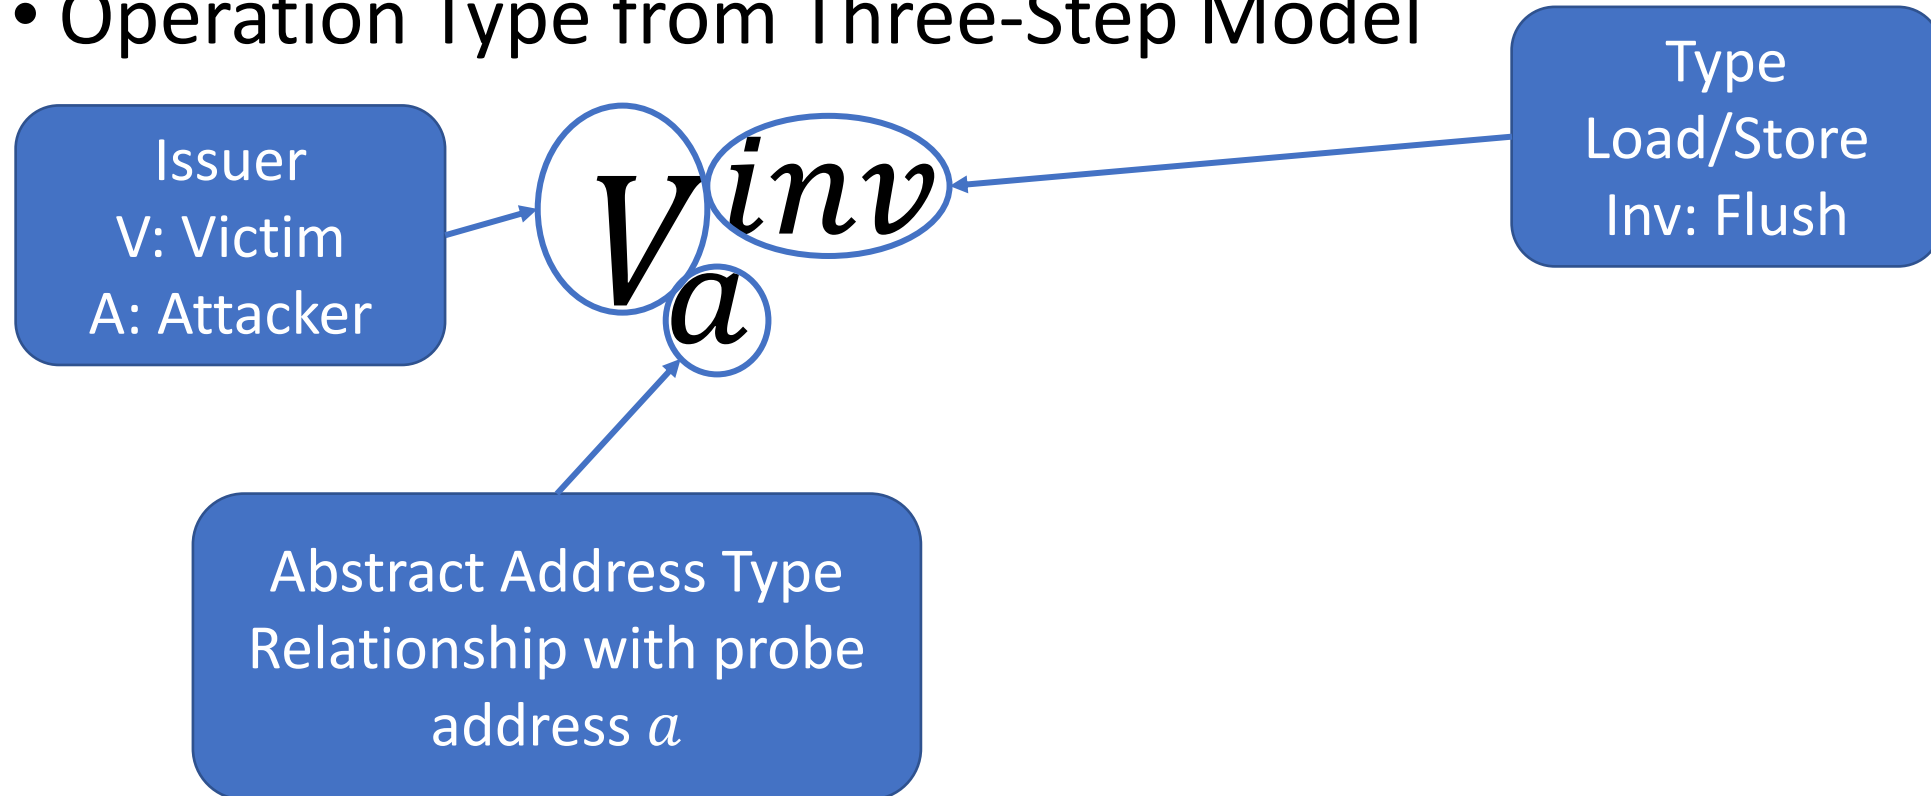 • Operation Type from Three-Step Model
Issuer
V: Victim
A: Attacker
V_a^{inv}
Type
Load/Store
Inv: Flush
Abstract Address Type
Relationship with probe
address a